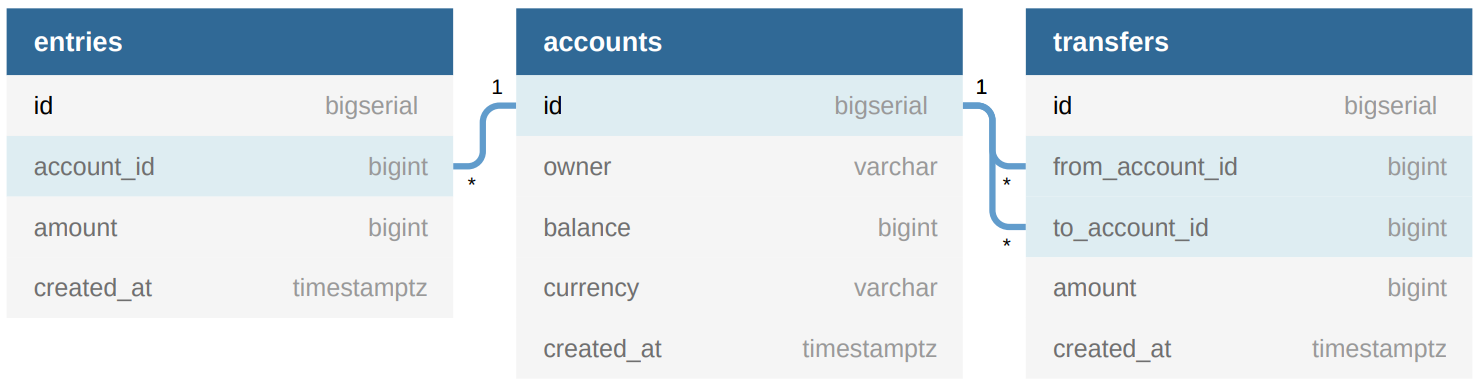 entries
id bigserial
account_id bigint
amount bigint
created_at timestamptz
1
*
accounts
id bigserial
owner varchar
balance bigint
currency varchar
created_at timestamptz
1
*
*
transfers
id bigserial
from_account_id bigint
to_account_id bigint
amount bigint
created_at timestamptz